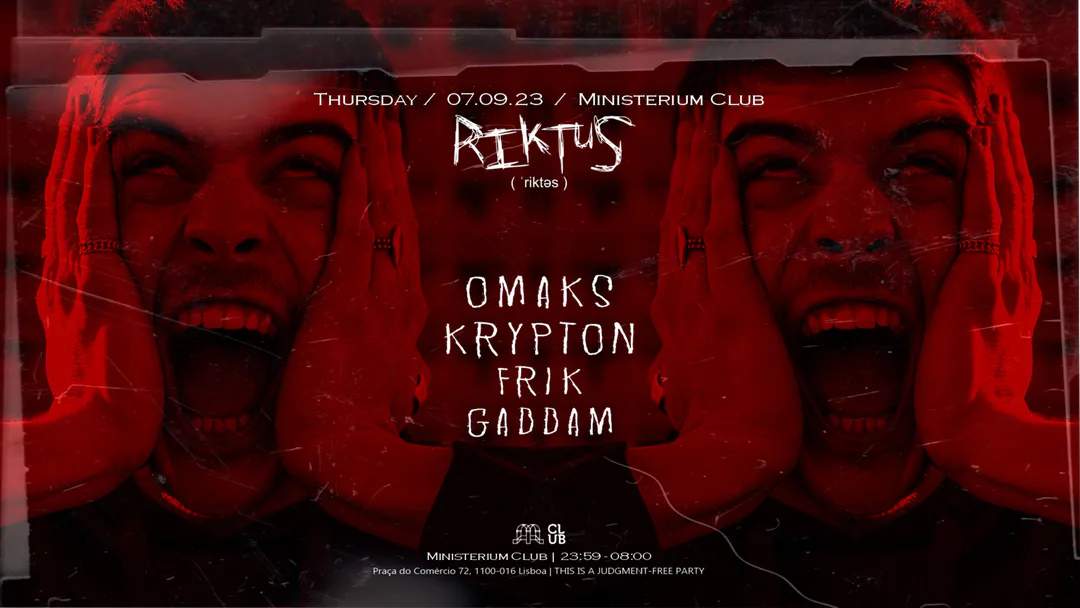 THURSDAY / 07.09.23 / MINISTERIUM CLUB
RIKTUS
( ˈriktəs )
OMAKS
KRYPTON
FRIK
GADDAM
CL
UB
MINISTERIUM CLUB | 23:59 - 08:00
Praça do Comércio 72, 1100-016 Lisboa | THIS IS A JUDGMENT-FREE PARTY